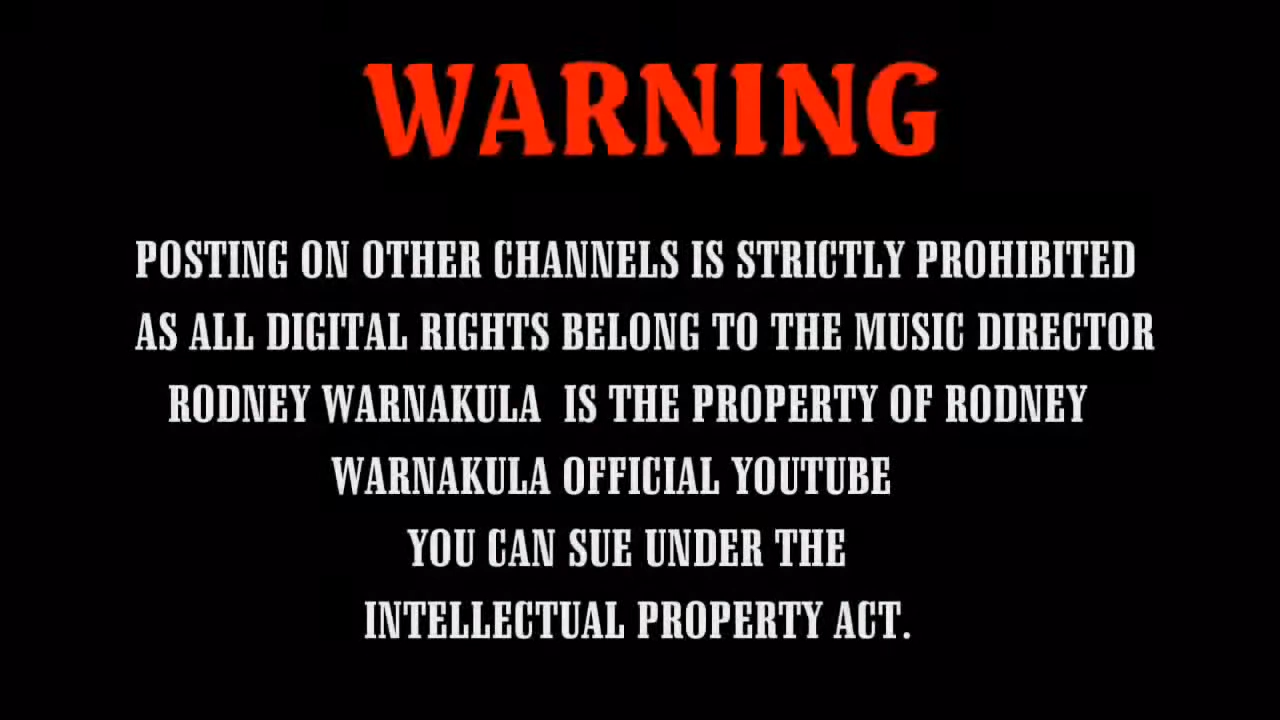 WARNING
POSTING ON OTHER CHANNELS IS STRICTLY PROHIBITED
AS ALL DIGITAL RIGHTS BELONG TO THE MUSIC DIRECTOR
RODNEY WARNAKULA IS THE PROPERTY OF RODNEY
WARNAKULA OFFICIAL YOUTUBE
YOU CAN SUE UNDER THE
INTELLECTUAL PROPERTY ACT.